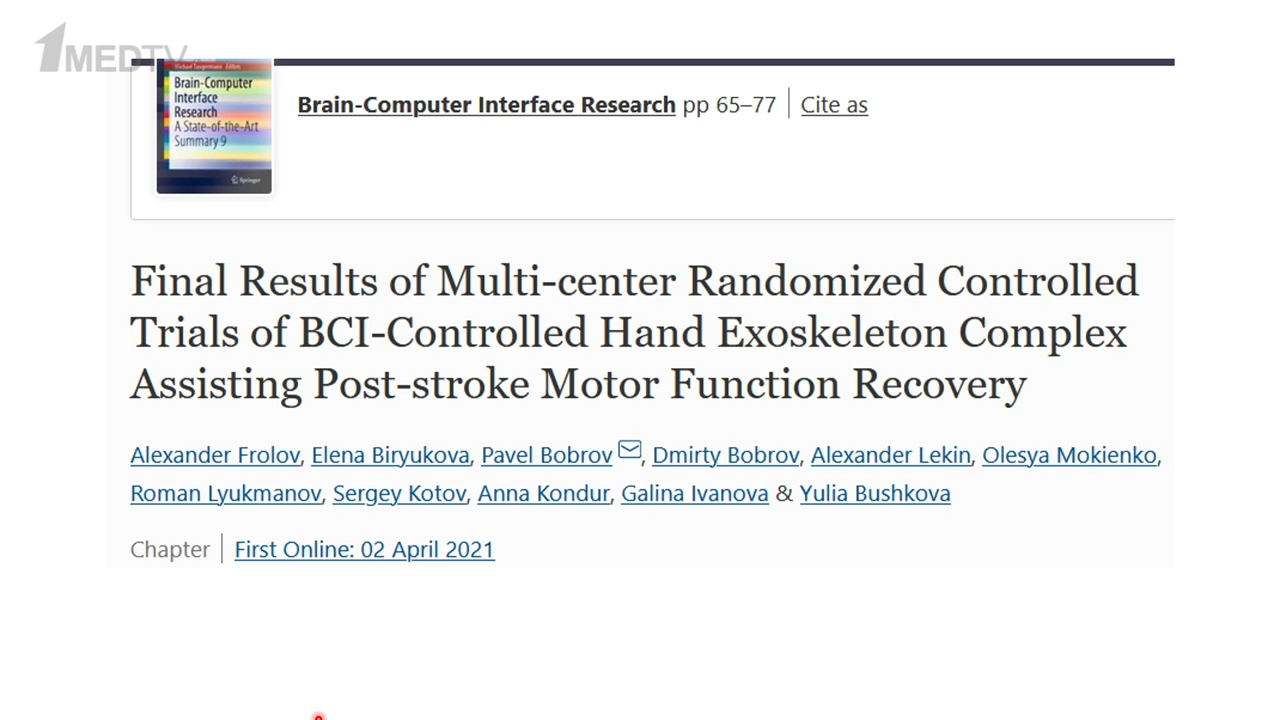 1MEDTV
Michael Tangermann Editors
Brain-Computer
Interface
Research
A State-of-the-Art
Summary 9
Springer
Brain-Computer Interface Research pp 65–77 | Cite as
Final Results of Multi-center Randomized Controlled
Trials of BCI-Controlled Hand Exoskeleton Complex
Assisting Post-stroke Motor Function Recovery
Alexander Frolov, Elena Biryukova, Pavel Bobrov, Dmirty Bobrov, Alexander Lekin, Olesya Mokienko,
Roman Lyukmanov, Sergey Kotov, Anna Kondur, Galina Ivanova & Yulia Bushkova
Chapter | First Online: 02 April 2021